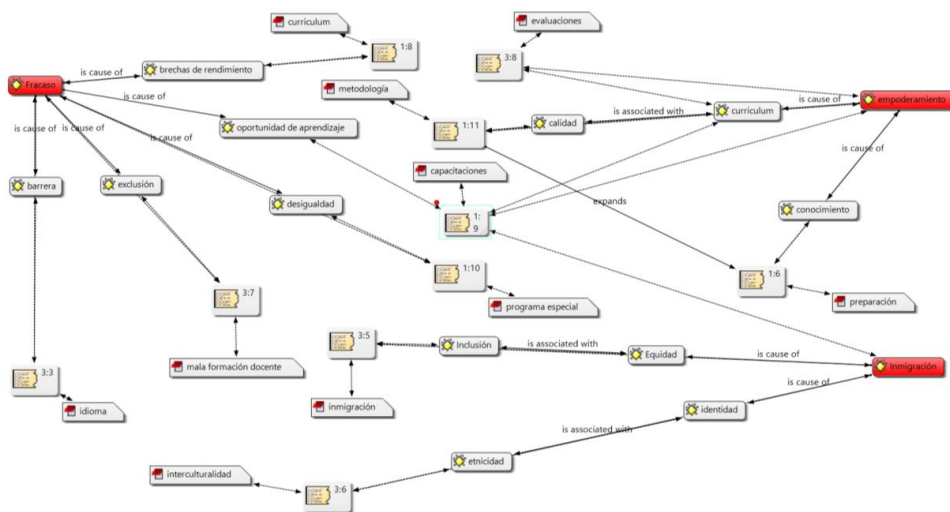 curriculum
evaluaciones
1:8
3:8
is cause of
brechas de rendimiento
Fracaso
metodología
is cause of
empoderamiento
is cause of
is associated with
curriculum
calidad
1:11
oportunidad de aprendizaje
is cause of
is cause of
is cause of
is cause of
capacitaciones
barrera
exclusión
expands
desigualdad
conocimiento
1:
9
1:10
1:6
3:7
programa especial
preparación
3:5
Inclusión
is associated with
Equidad
is cause of
mala formación docente
Inmigración
3:3
is cause of
idioma
inmigración
identidad
is associated with
etnicidad
interculturalidad
3:6